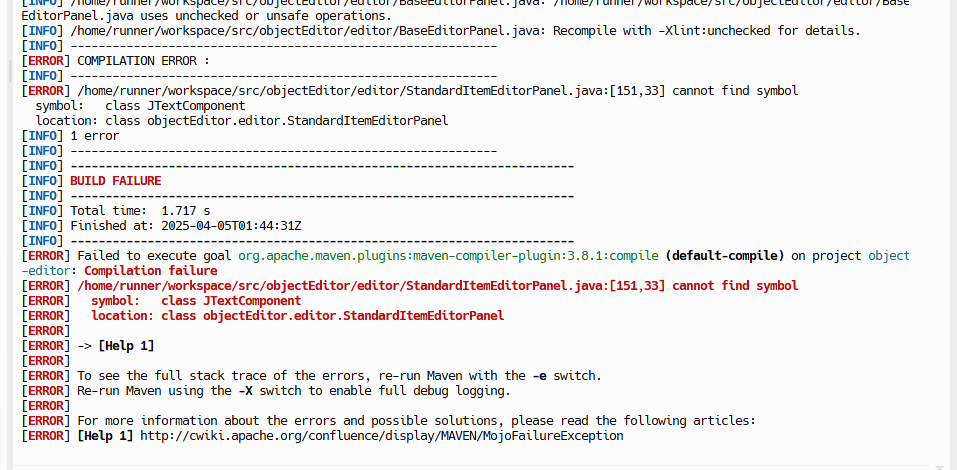 [INFO] /home/runner/workspace/src/objectEditor/editor/BaseEditorPanel.java: /home/runner/workspace/src/objectEditor/editor/Base
EditorPanel.java uses unchecked or unsafe operations.
[INFO] /home/runner/workspace/src/objectEditor/editor/BaseEditorPanel.java: Recompile with -Xlint:unchecked for details.
[INFO] -------------------------------------------------------------
[ERROR] COMPILATION ERROR :
[INFO] -------------------------------------------------------------
[ERROR] /home/runner/workspace/src/objectEditor/editor/StandardItemEditorPanel.java:[151,33] cannot find symbol
  symbol:   class JTextComponent
  location: class objectEditor.editor.StandardItemEditorPanel
[INFO] 1 error
[INFO] -------------------------------------------------------------
[INFO] ------------------------------------------------------------------------
[INFO] BUILD FAILURE
[INFO] ------------------------------------------------------------------------
[INFO] Total time:  1.717 s
[INFO] Finished at: 2025-04-05T01:44:31Z
[INFO] ------------------------------------------------------------------------
[ERROR] Failed to execute goal org.apache.maven.plugins:maven-compiler-plugin:3.8.1:compile (default-compile) on project object
-editor: Compilation failure
[ERROR] /home/runner/workspace/src/objectEditor/editor/StandardItemEditorPanel.java:[151,33] cannot find symbol
[ERROR]   symbol:   class JTextComponent
[ERROR]   location: class objectEditor.editor.StandardItemEditorPanel
[ERROR]
[ERROR] -> [Help 1]
[ERROR]
[ERROR] To see the full stack trace of the errors, re-run Maven with the -e switch.
[ERROR] Re-run Maven using the -X switch to enable full debug logging.
[ERROR]
[ERROR] For more information about the errors and possible solutions, please read the following articles:
[ERROR] [Help 1] http://cwiki.apache.org/confluence/display/MAVEN/MojoFailureException